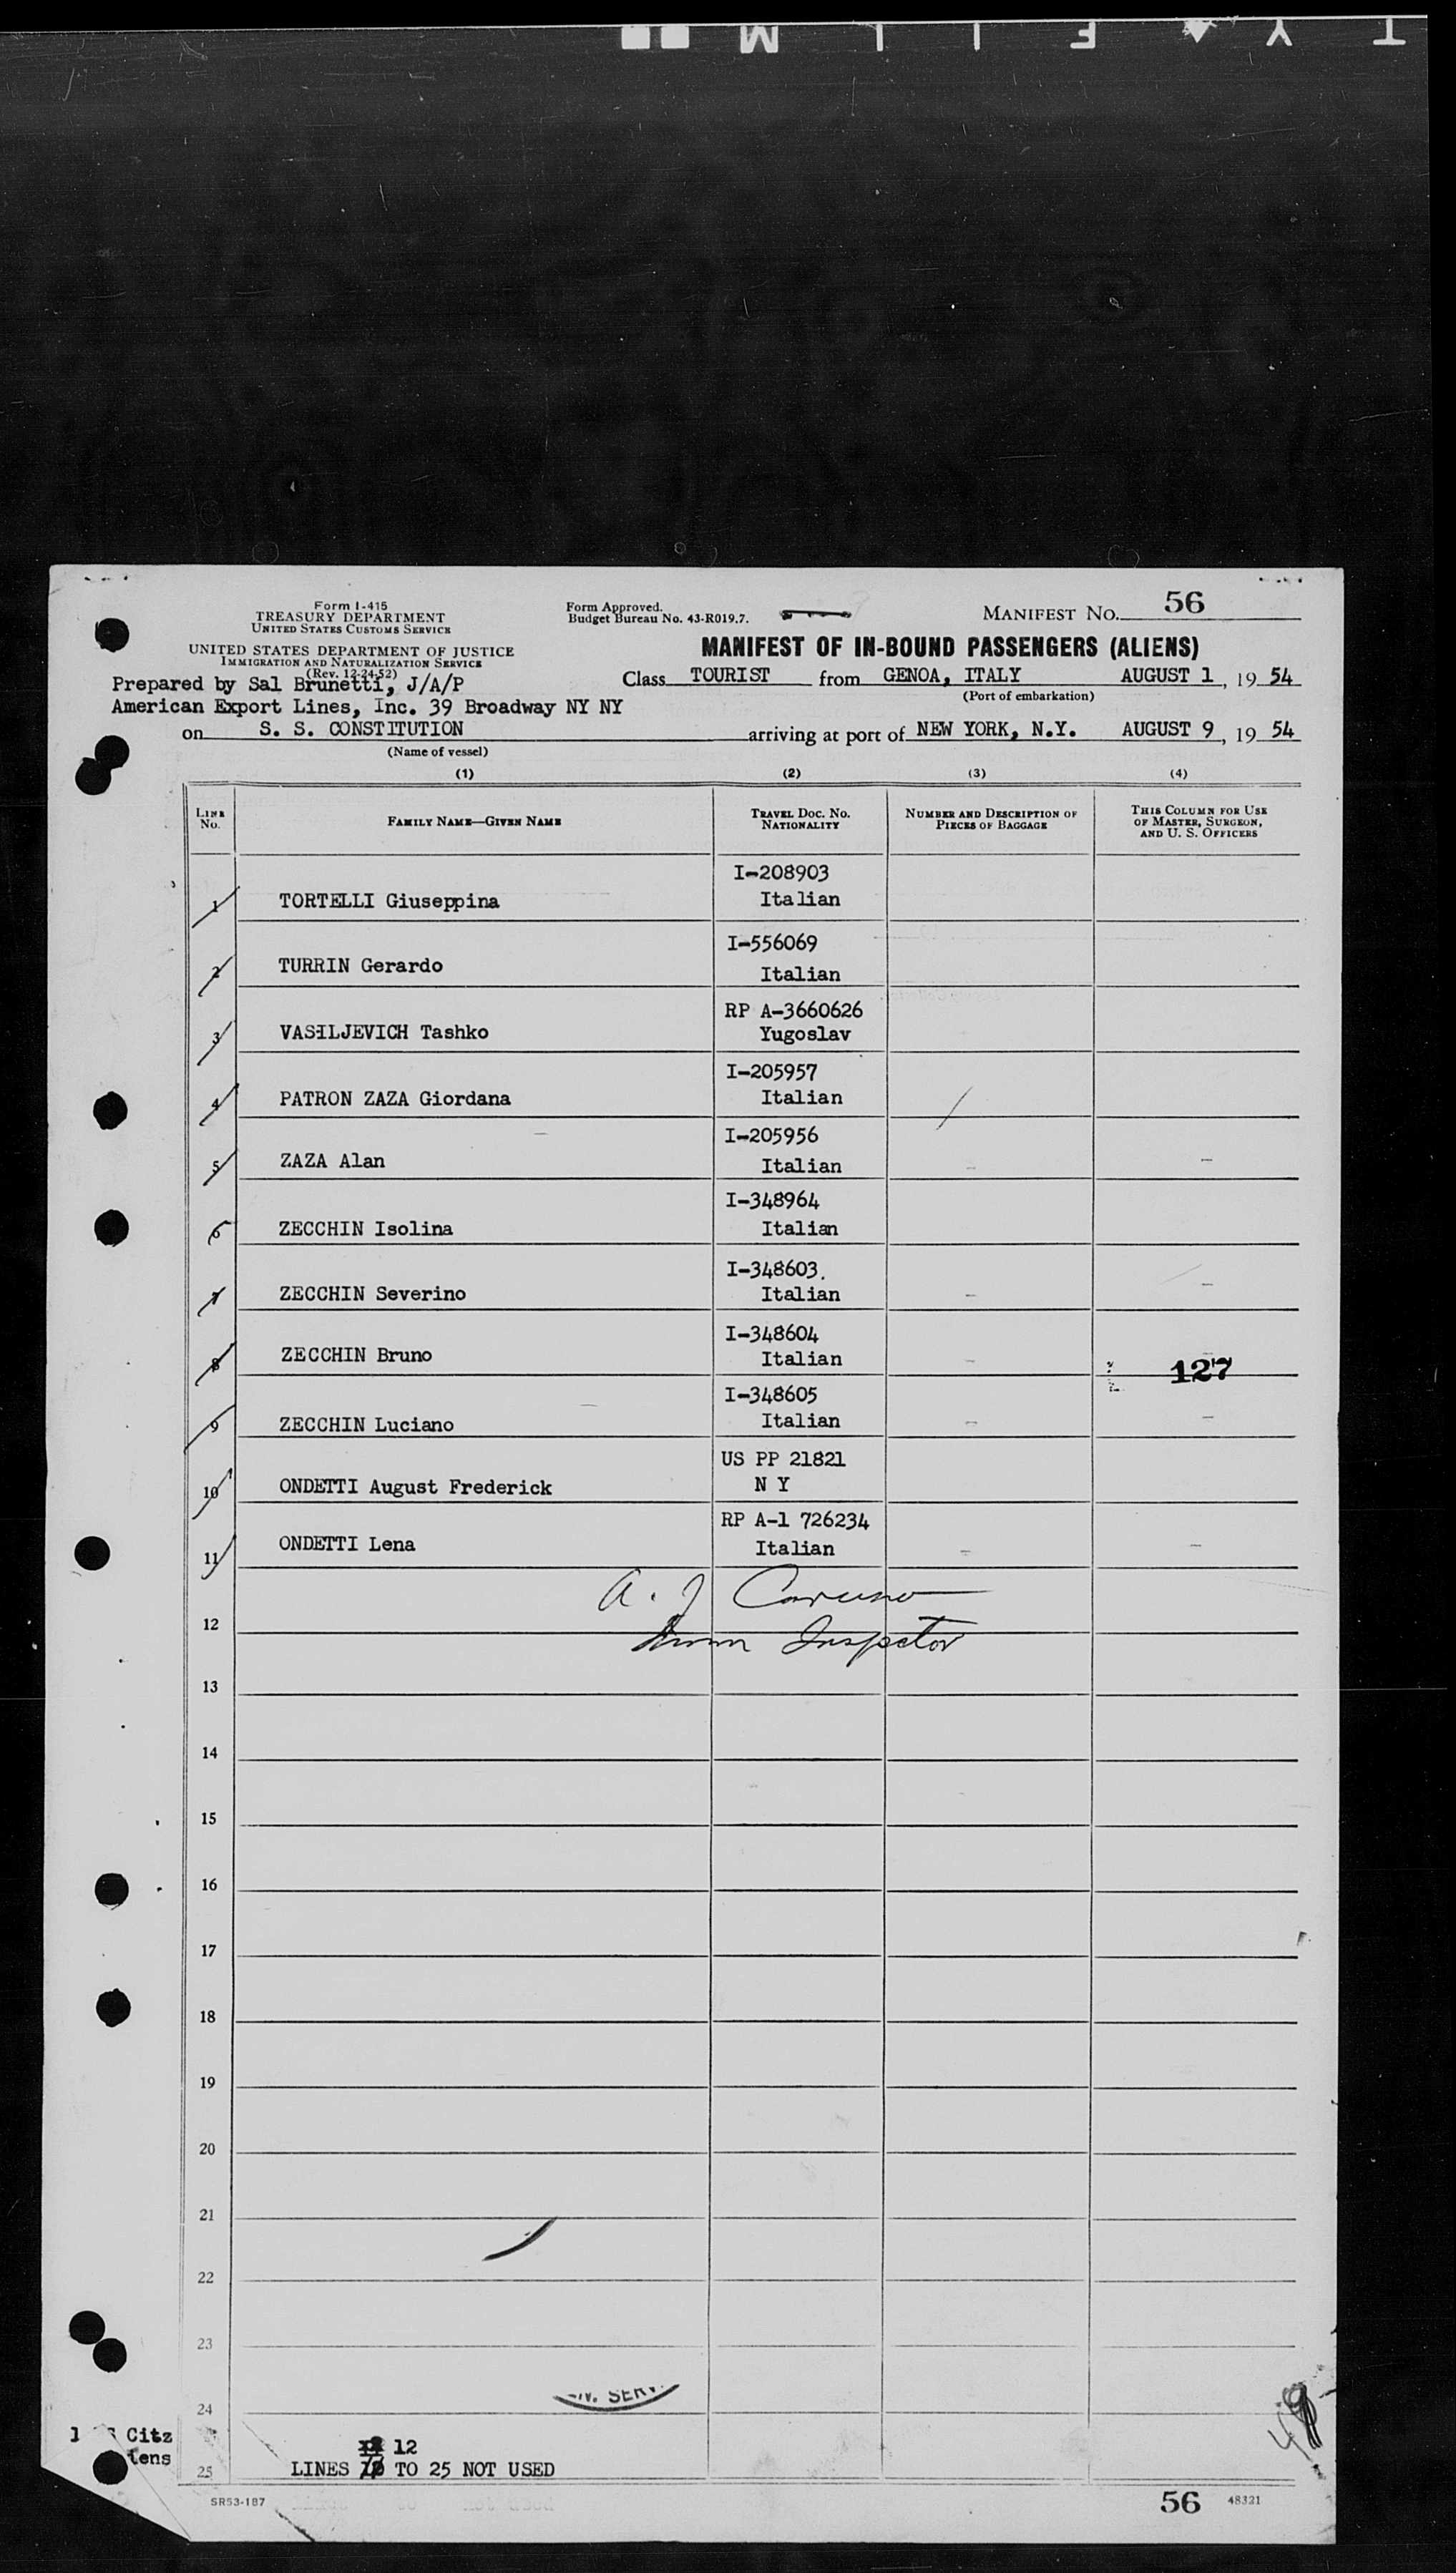 Form I-415
TREASURY DEPARTMENT
UNITED STATES CUSTOMS SERVICE
UNITED STATES DEPARTMENT OF JUSTICE
IMMIGRATION AND NATURALIZATION SERVICE
(Rev. 12-24-52)
Prepared by Sal Brunetti, J/A/P
American Export Lines, Inc. 39 Broadway NY NY
Form Approved.
Budget Bureau No. 43-R019.7.
MANIFEST NO. 56
MANIFEST OF IN-BOUND PASSENGERS (ALIENS)
Class TOURIST from GENOA, ITALY AUGUST 1, 19 54
(Port of embarkation)
on S. S. CONSTITUTION arriving at port of NEW YORK, N.Y. AUGUST 9, 19 54
(Name of vessel)
(1) (2) (3) (4)
LINE No. FAMILY NAME—GIVEN NAME TRAVEL DOC. NO. NATIONALITY NUMBER AND DESCRIPTION OF PIECES OF BAGGAGE THIS COLUMN FOR USE OF MASTER, SURGEON, AND U. S. OFFICERS
1 TORTELLI Giuseppina I-208903 Italian
2 TURRIN Gerardo I-556069 Italian
3 VASILJEVICH Tashko RP A-3660626 Yugoslav
4 PATRON ZAZA Giordana I-205957 Italian
5 ZAZA Alan I-205956 Italian
6 ZECCHIN Isolina I-348964 Italian
7 ZECCHIN Severino I-348603. Italian
8 ZECCHIN Bruno I-348604 Italian 127
9 ZECCHIN Luciano I-348605 Italian
10 ONDETTI August Frederick US PP 21821 N Y
11 ONDETTI Lena RP A-1 726234 Italian
A. J Caruso
12 Immn Inspector
13
14
15
16
17
18
19
20
21
22
23
24
1 Citz
12
25 LINES TO 25 NOT USED
SR53-187
56 48321
48